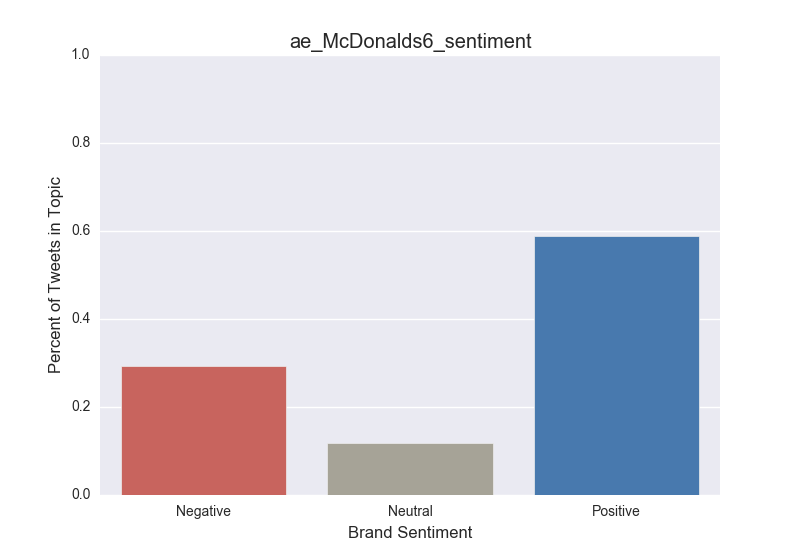 ae_McDonalds6_sentiment
1.0
0.8
0.6
0.4
0.2
0.0
Percent of Tweets in Topic
Negative
Neutral
Positive
Brand Sentiment